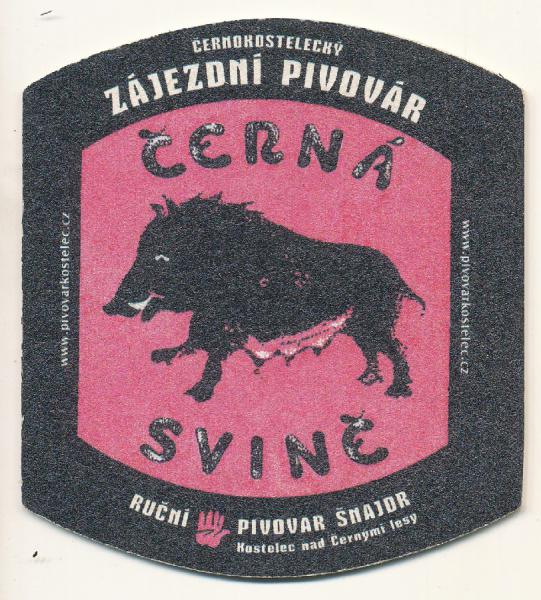 ČERNOKOSTELECKÝ
ZÁJEZDNÍ PIVOVÁR
ČERNÁ
www.pivovarkostelec.cz
www.pivovarkostelec.cz
SVINĚ
RUČNÍ PIVOVAR ŠNAJDR
Kostelec nad Černými lesy